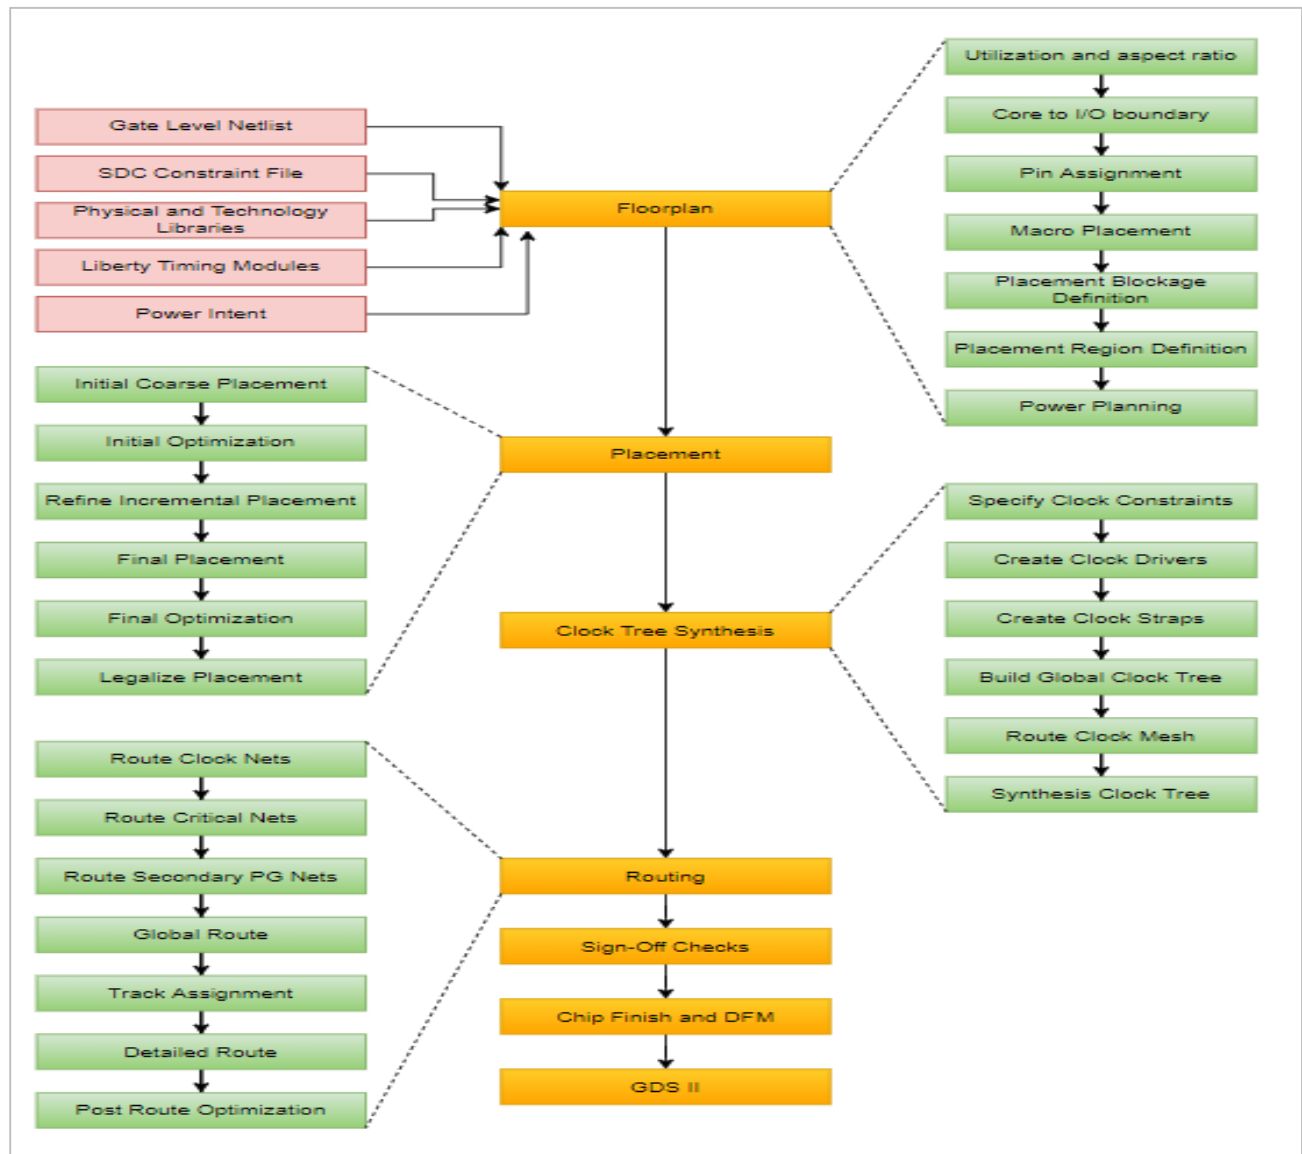 Gate Level Netlist
SDC Constraint File
Physical and Technology
Libraries
Liberty Timing Modules
Power Intent
Floorplan
Utilization and aspect ratio
Core to I/O boundary
Pin Assignment
Macro Placement
Placement Blockage
Definition
Placement Region Definition
Power Planning
Initial Coarse Placement
Initial Optimization
Refine Incremental Placement
Final Placement
Final Optimization
Legalize Placement
Placement
Clock Tree Synthesis
Specify Clock Constraints
Create Clock Drivers
Create Clock Straps
Build Global Clock Tree
Route Clock Mesh
Synthesis Clock Tree
Route Clock Nets
Route Critical Nets
Route Secondary PG Nets
Global Route
Track Assignment
Detailed Route
Post Route Optimization
Routing
Sign-Off Checks
Chip Finish and DFM
GDS II